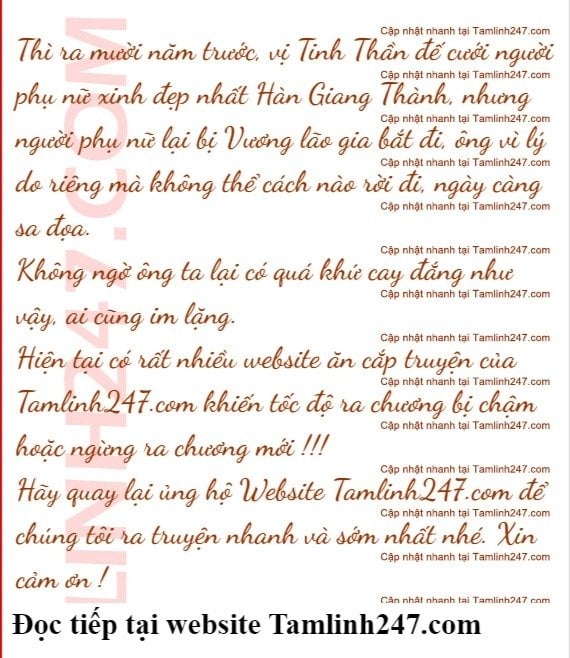 Cập nhật nhanh tại Tamlinh247.com
Thì ra mười năm trước, vị Tinh Thần đế cưới người
Cập nhật nhanh tại Tamlinh247.com
phụ nữ xinh đẹp nhất Hàn Giang Thành, nhưng
Cập nhật nhanh tại Tamlinh247.com
người phụ nữ lại bị Vương lão gia bắt đi, ông vì lý
Cập nhật nhanh tại Tamlinh247.com
do riêng mà không thể cách nào rời đi, ngày càng
Cập nhật nhanh tại Tamlinh247.com
sa đọa.
Cập nhật nhanh tại Tamlinh247.com
Không ngờ ông ta lại có quá khứ cay đắng như
Cập nhật nhanh tại Tamlinh247.com
vậy, ai cũng im lặng.
Cập nhật nhanh tại Tamlinh247.com
Hiện tại có rất nhiều website ăn cắp truyện của
Cập nhật nhanh tại Tamlinh247.com
Tamlinh247.com khiến tốc độ ra chương bị chậm
Cập nhật nhanh tại Tamlinh247.com
hoặc ngừng ra chương mới !!!
Cập nhật nhanh tại Tamlinh247.com
Hãy quay lại ủng hộ Website Tamlinh247.com để
Cập nhật nhanh tại Tamlinh247.com
chúng tôi ra truyện nhanh và sớm nhất nhé. Xin
Cập nhật nhanh tại Tamlinh247.com
cảm ơn !
Cập nhật nhanh tại Tamlinh247.com
LINH247.COM
Đọc tiếp tại website Tamlinh247.com